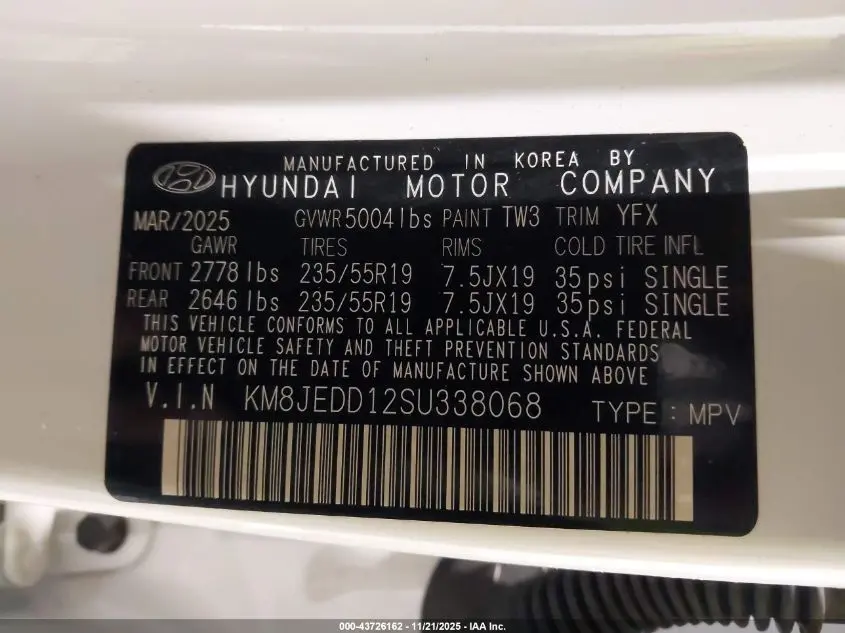 MANUFACTURED IN KOREA BY
HYUNDAI MOTOR COMPANY
MAR/2025 GVWR 5004 lbs PAINT TW3 TRIM YFX
GAWR TIRES RIMS COLD TIRE INFL
FRONT 2778 lbs 235/55R19 7.5JX19 35psi SINGLE
REAR 2646 lbs 235/55R19 7.5JX19 35psi SINGLE
THIS VEHICLE CONFORMS TO ALL APPLICABLE U.S.A. FEDERAL
MOTOR VEHICLE SAFETY AND THEFT PREVENTION STANDARDS
IN EFFECT ON THE DATE OF MANUFACTURE SHOWN ABOVE
V.I.N KM8JEDD12SU338068 TYPE : MPV
000-43726162 - 11/21/2025 - IAA Inc.